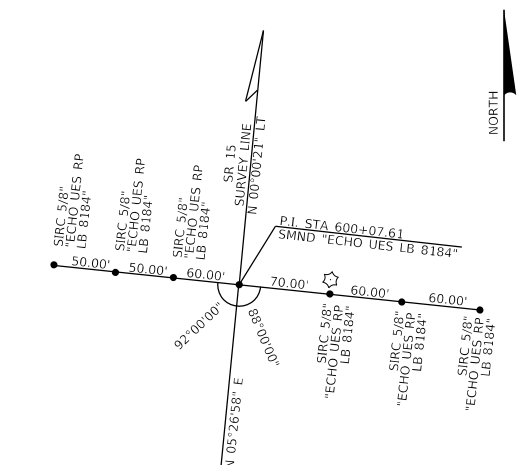 NORTH
SR 15
SURVEY LINE
N 00°00'21" LT
SIRC 5/8"
"ECHO UES RP
LB 8184"
SIRC 5/8"
"ECHO UES RP
LB 8184"
SIRC 5/8"
"ECHO UES RP
LB 8184"
P.I. STA 600+07.61
SMND "ECHO UES LB 8184"
50.00'
50.00'
60.00'
70.00'
60.00'
60.00'
92°00'00"
88°00'00"
SIRC 5/8"
"ECHO UES RP
LB 8184"
SIRC 5/8"
"ECHO UES RP
LB 8184"
SIRC 5/8"
"ECHO UES RP
LB 8184"
N 05°26'58" E